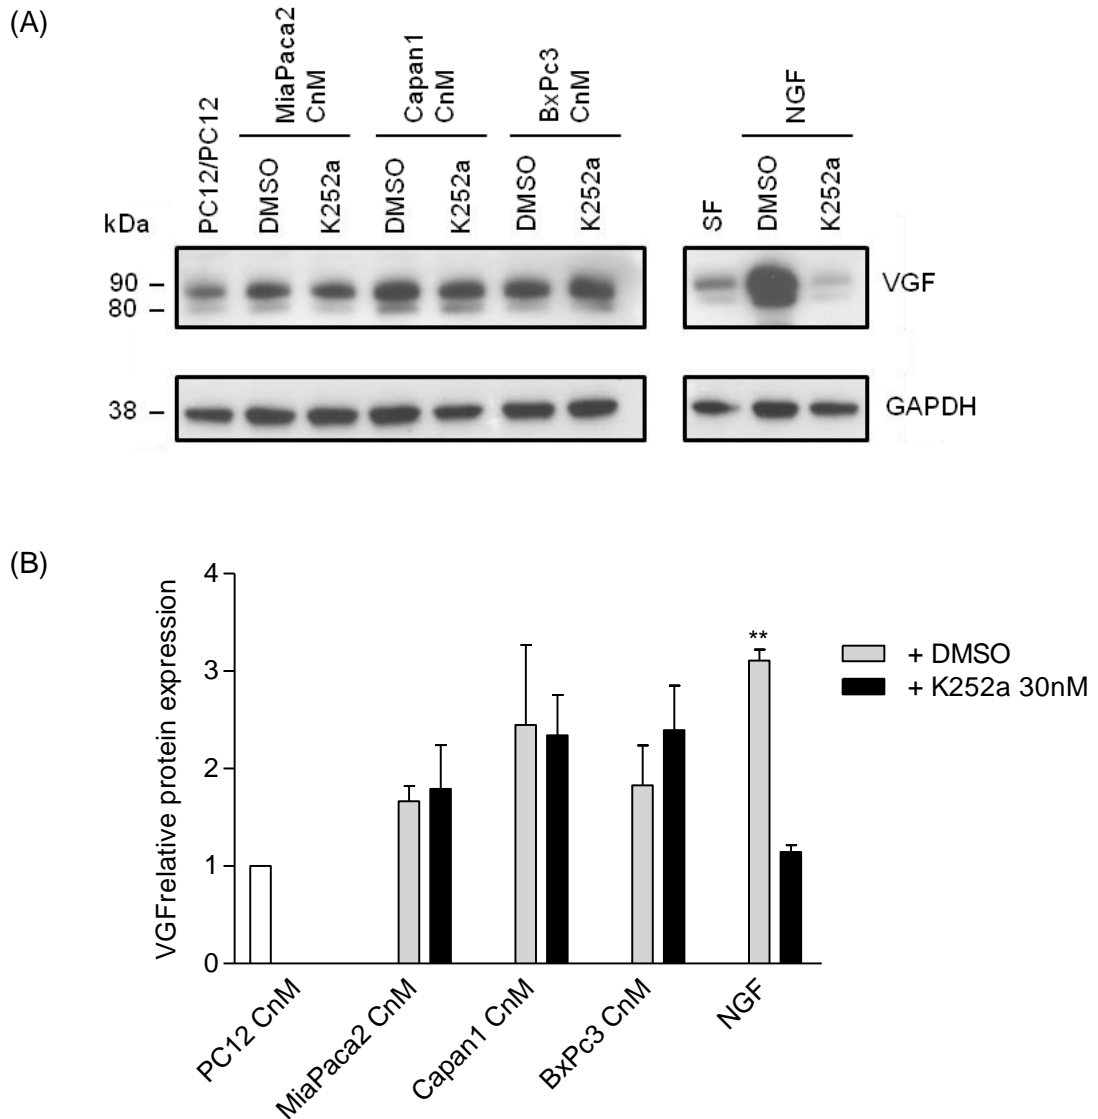 (A)
MiaPaca2
CnM
Capan1
CnM
BxPc3
CnM
NGF
PC12/PC12
DMSO
K252a
DMSO
K252a
DMSO
K252a
SF
DMSO
K252a
kDa
90
80
VGF
38
GAPDH
(B)
VGFrelative protein expression
4
3
2
1
0
**
+ DMSO
+ K252a 30nM
PC12 CnM
MiaPaca2 CnM
Capan1 CnM
BxPc3 CnM
NGF